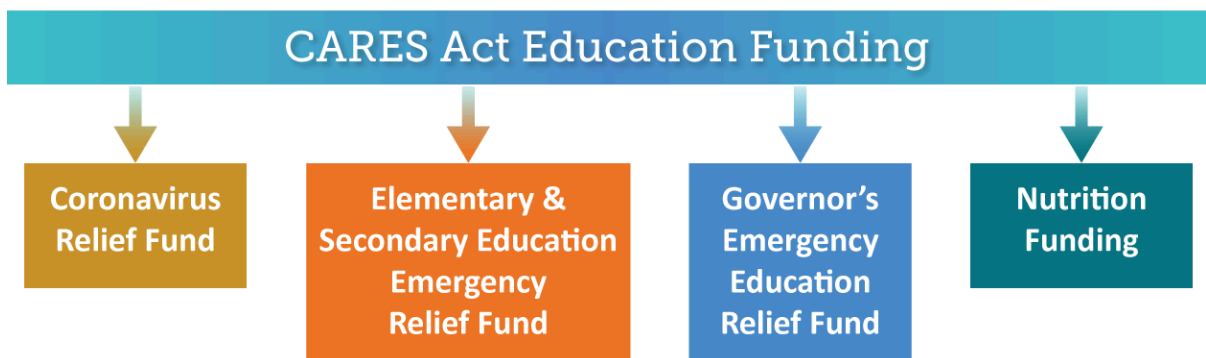 CARES Act Education Funding
Coronavirus
Relief Fund
Elementary &
Secondary Education
Emergency
Relief Fund
Governor’s
Emergency
Education
Relief Fund
Nutrition
Funding